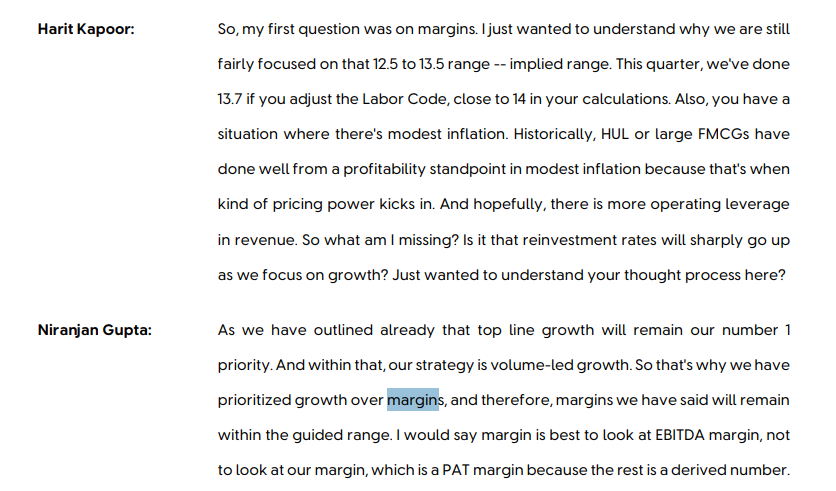 Harit Kapoor: So, my first question was on margins. I just wanted to understand why we are still
fairly focused on that 12.5 to 13.5 range -- implied range. This quarter, we've done
13.7 if you adjust the Labor Code, close to 14 in your calculations. Also, you have a
situation where there's modest inflation. Historically, HUL or large FMCGs have
done well from a profitability standpoint in modest inflation because that's when
kind of pricing power kicks in. And hopefully, there is more operating leverage
in revenue. So what am I missing? Is it that reinvestment rates will sharply go up
as we focus on growth? Just wanted to understand your thought process here?
Niranjan Gupta: As we have outlined already that top line growth will remain our number 1
priority. And within that, our strategy is volume-led growth. So that's why we have
prioritized growth over margins, and therefore, margins we have said will remain
within the guided range. I would say margin is best to look at EBITDA margin, not
to look at our margin, which is a PAT margin because the rest is a derived number.